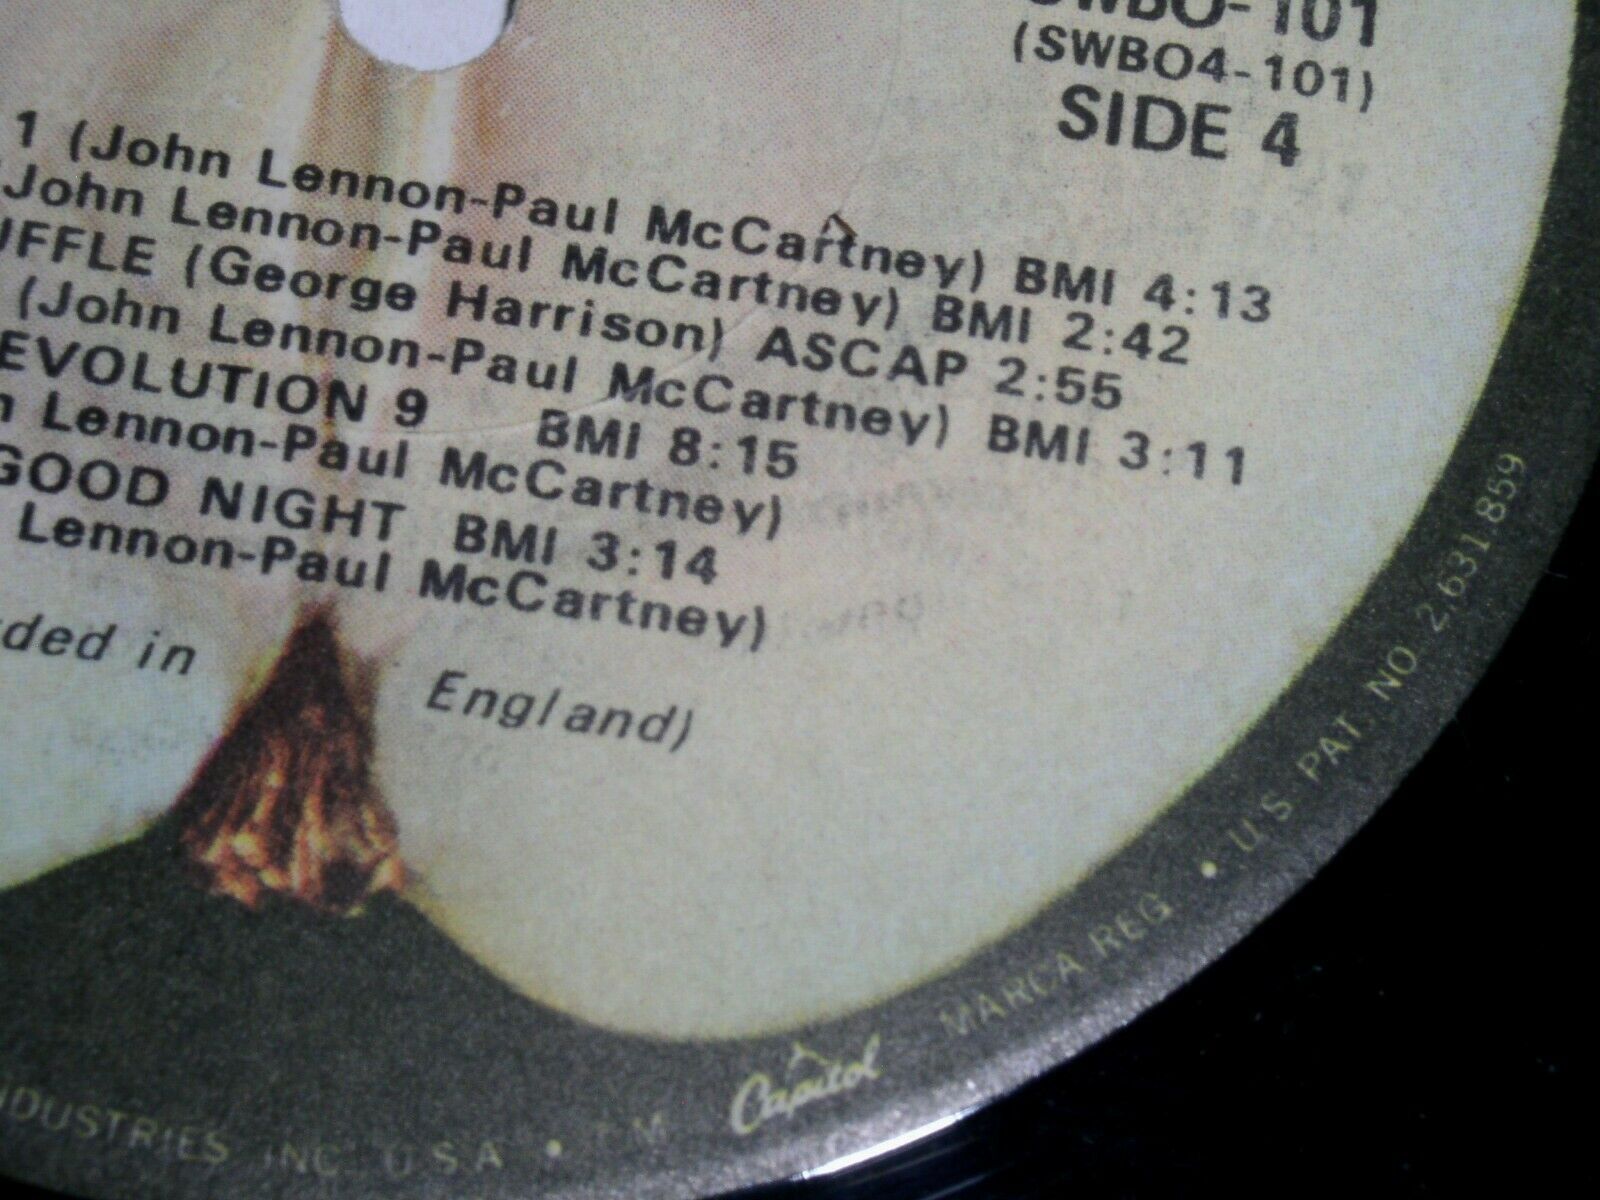 SWBO-101
(SWBO4-101)
SIDE 4
1 (John Lennon-Paul McCartney) BMI 4:13
John Lennon-Paul McCartney) BMI 2:42
UFFLE (George Harrison) ASCAP 2:55
(John Lennon-Paul McCartney) BMI 3:11
EVOLUTION 9 BMI 8:15
n Lennon-Paul McCartney)
GOOD NIGHT BMI 3:14
Lennon-Paul McCartney)
ded in England)
NDUSTRIES, INC. U.S.A. • T.M. Capitol MARCA REG. • U.S. PAT. NO. 2,631,859